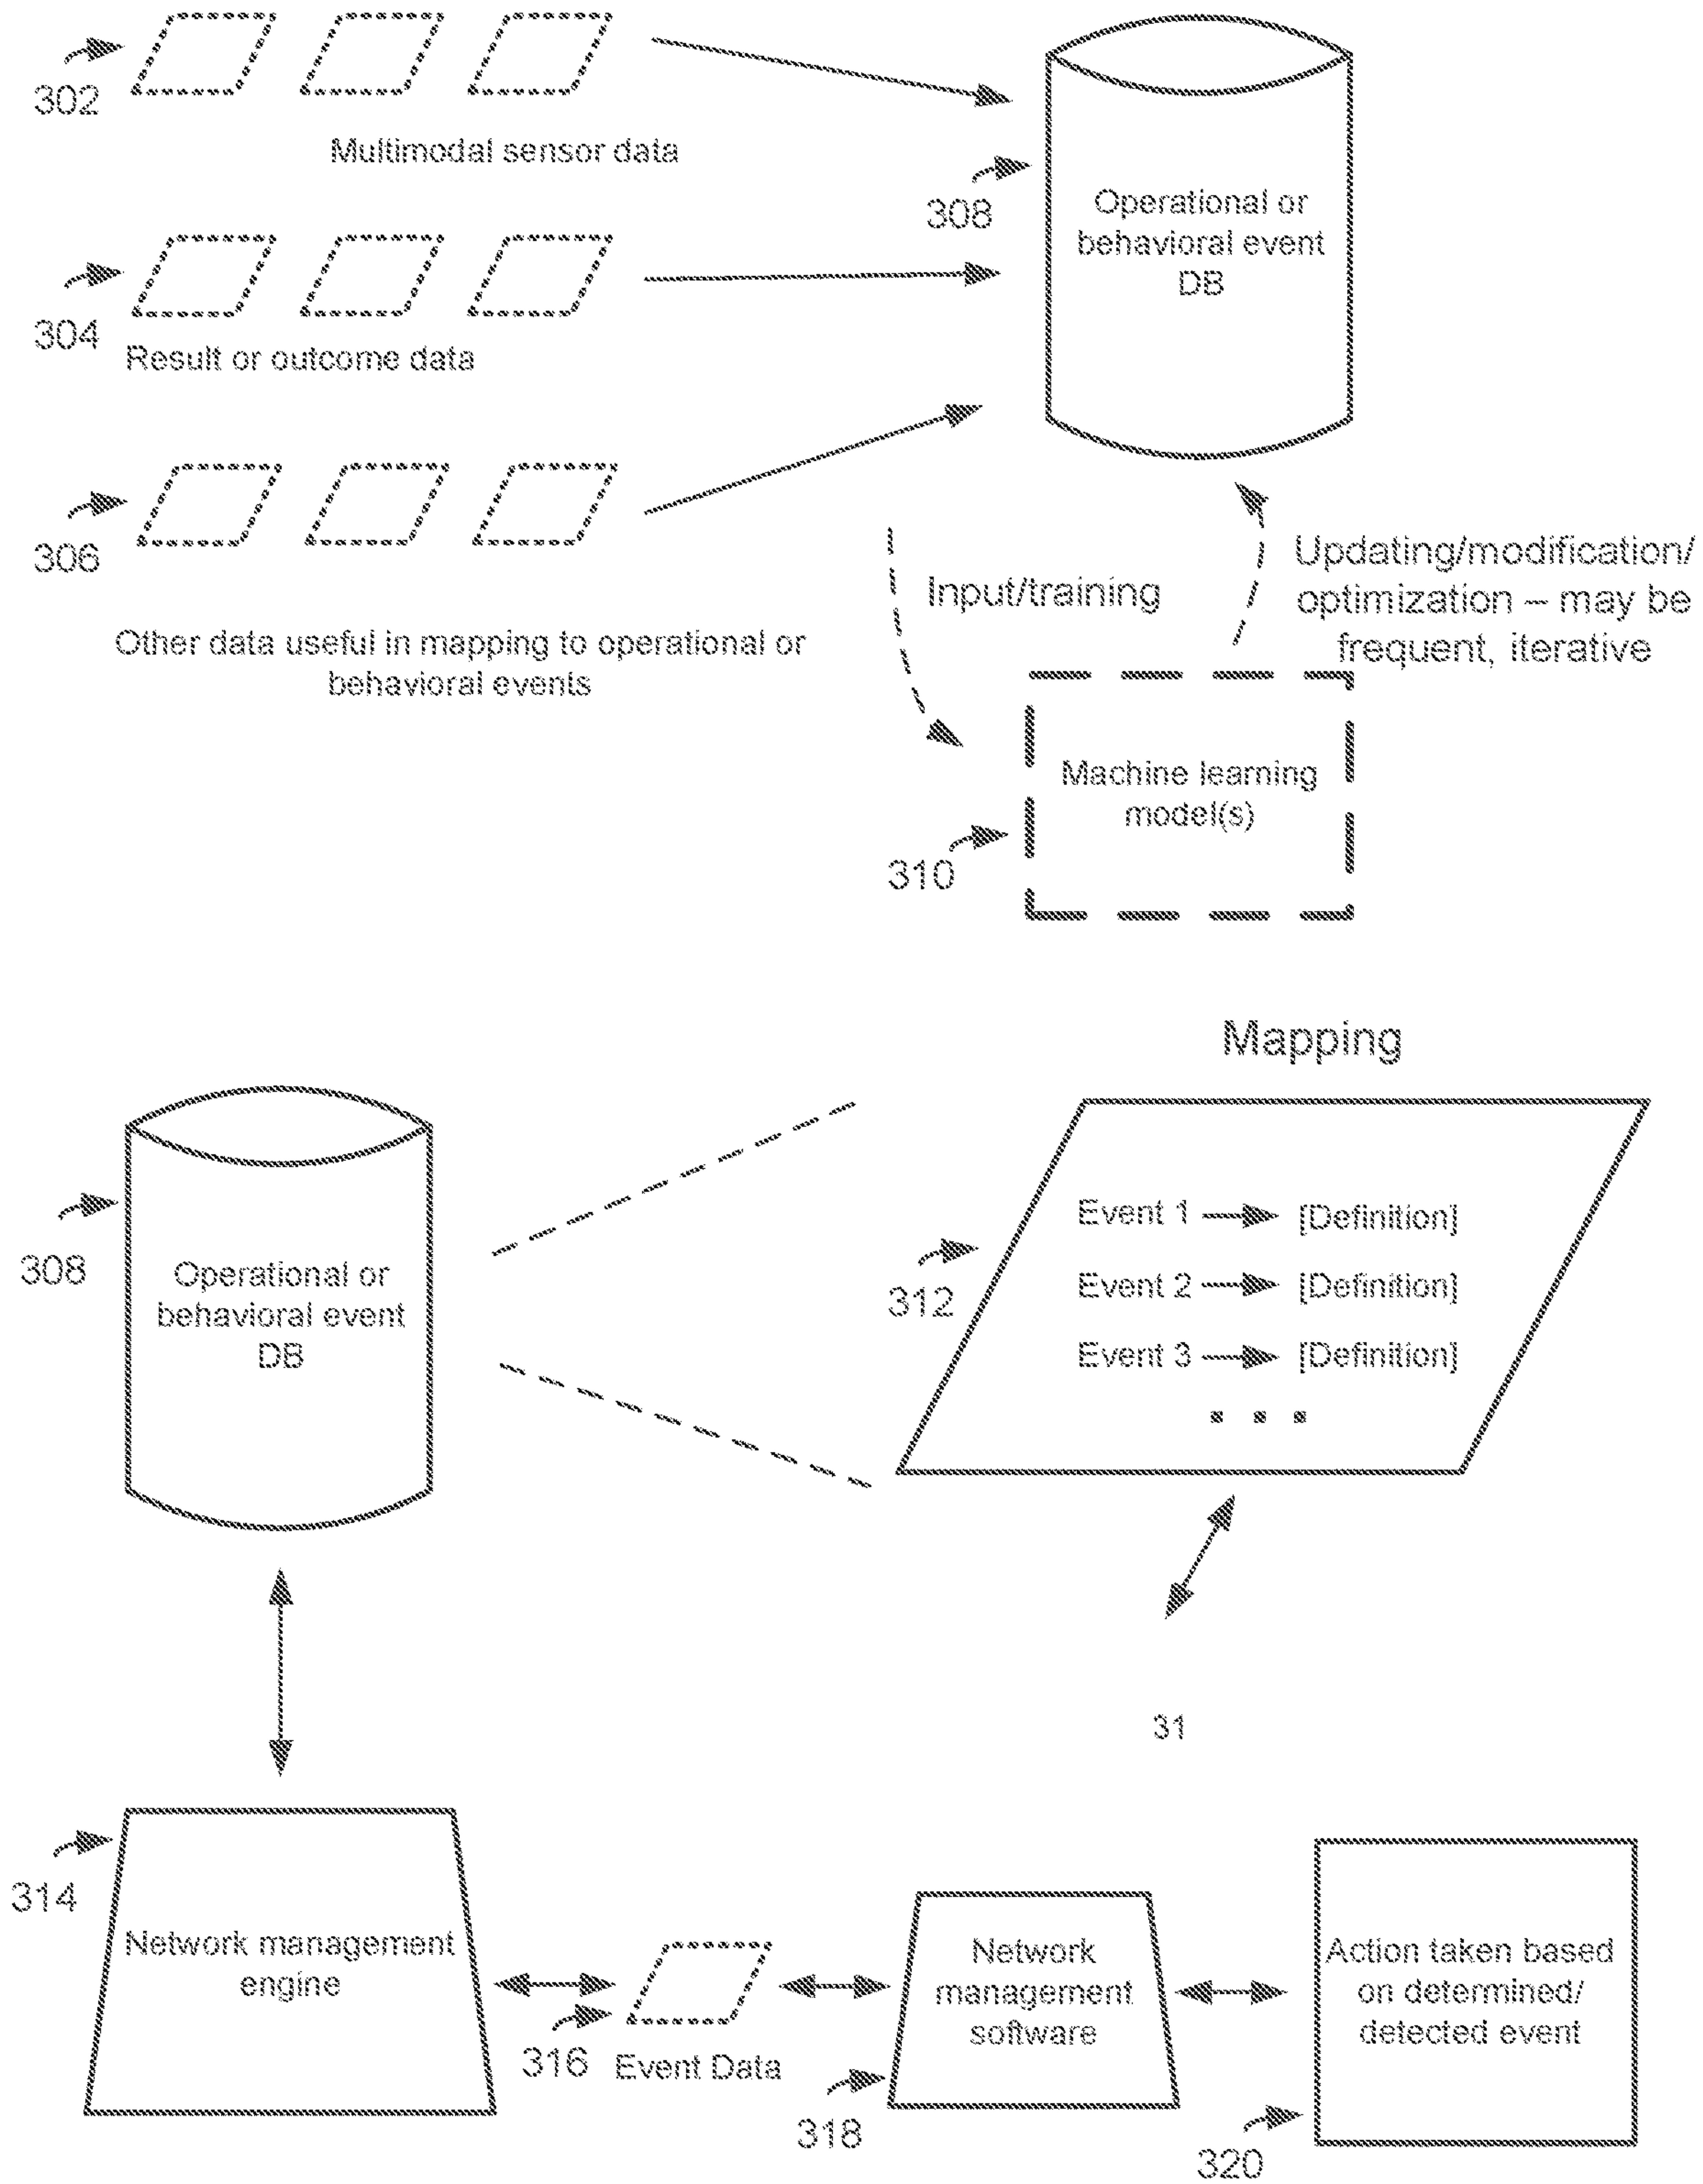 302
Multimodal sensor data
308
Operational or
behavioral event
DB
304
Result or outcome data
306
Other data useful in mapping to operational or
behavioral events
Input/training
Updating/modification/
optimization – may be
frequent, iterative
Machine learning
model(s)
310
Mapping
308
Operational or
behavioral event
DB
312
Event 1 [Definition]
Event 2 [Definition]
Event 3 [Definition]
. . .
31
314
Network management
engine
316
Event Data
Network
management
software
318
Action taken based
on determined/
detected event
320